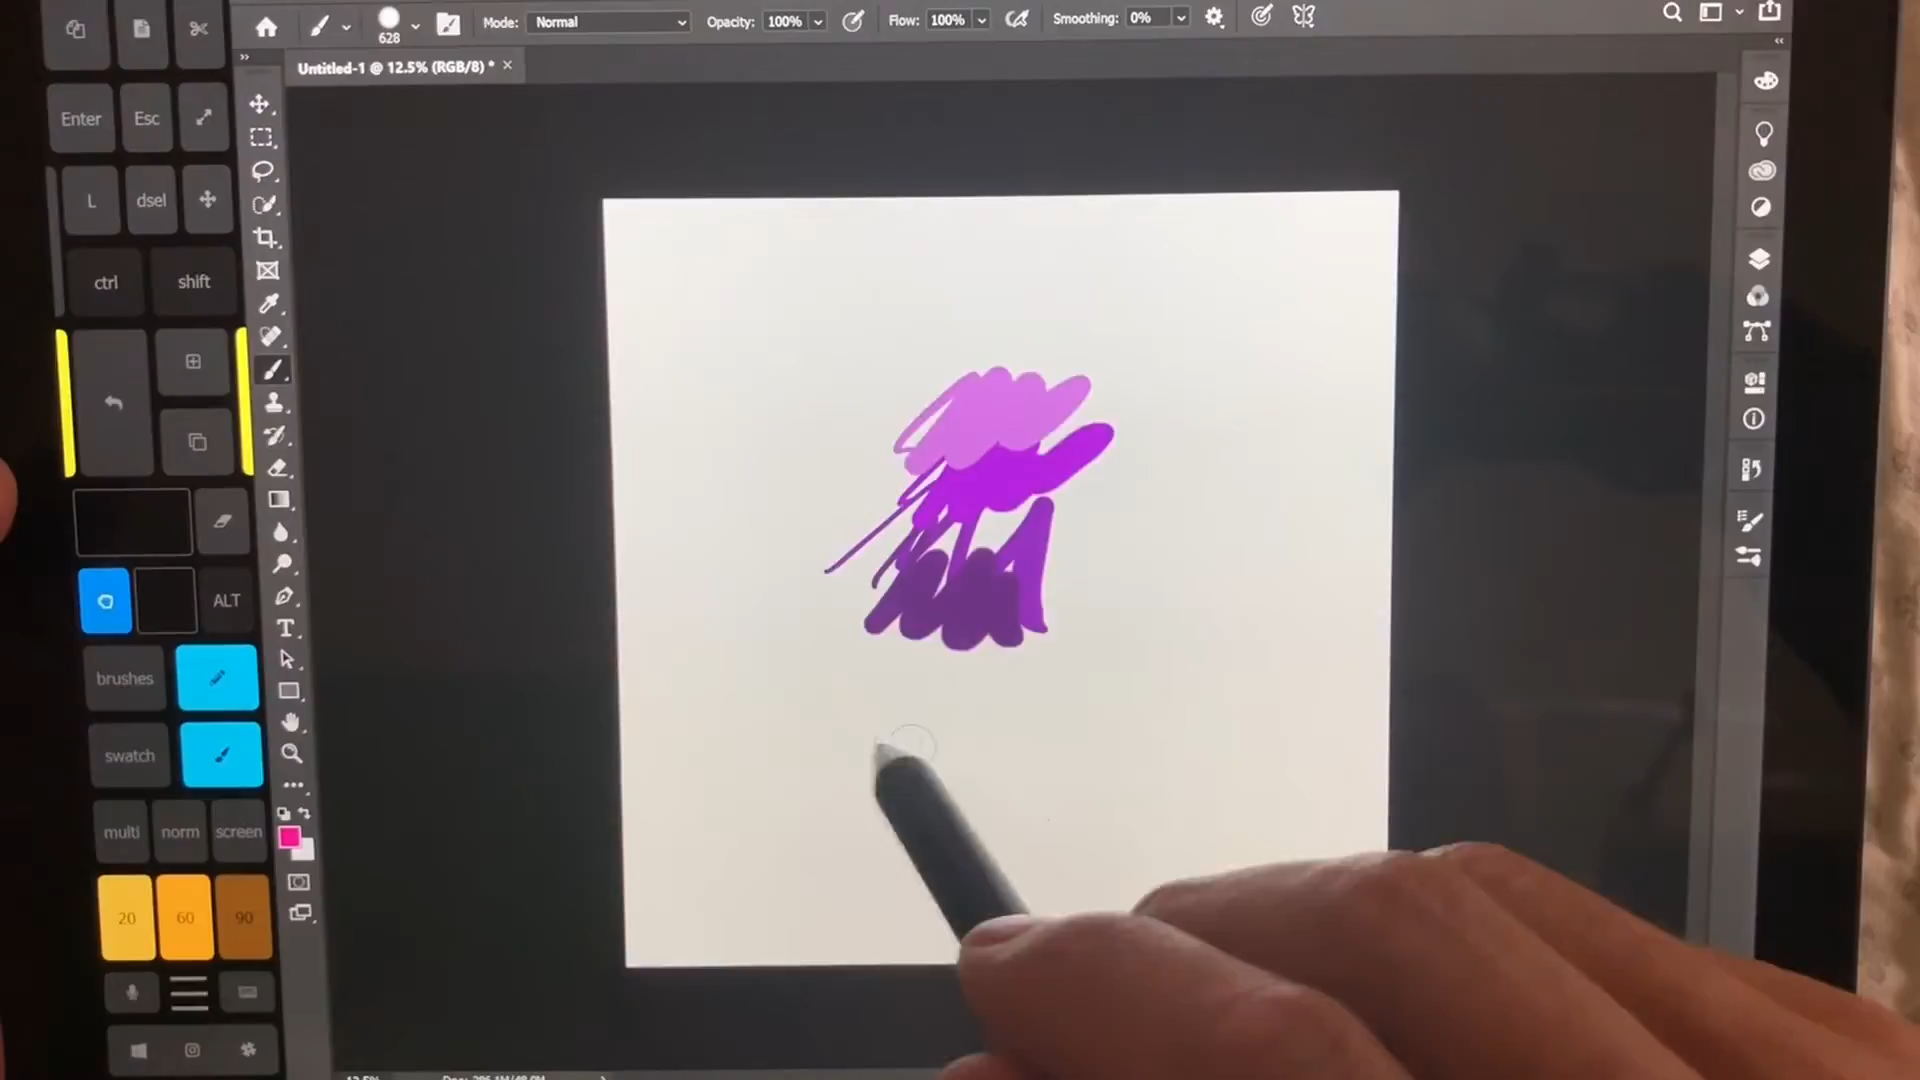 628
Mode: Normal
Opacity: 100%
Flow: 100%
Smoothing: 0%
Untitled-1 @ 12.5% (RGB/8) *
Enter
Esc
L
dsel
ctrl
shift
ALT
brushes
swatch
T
multi
norm
screen
20
60
90